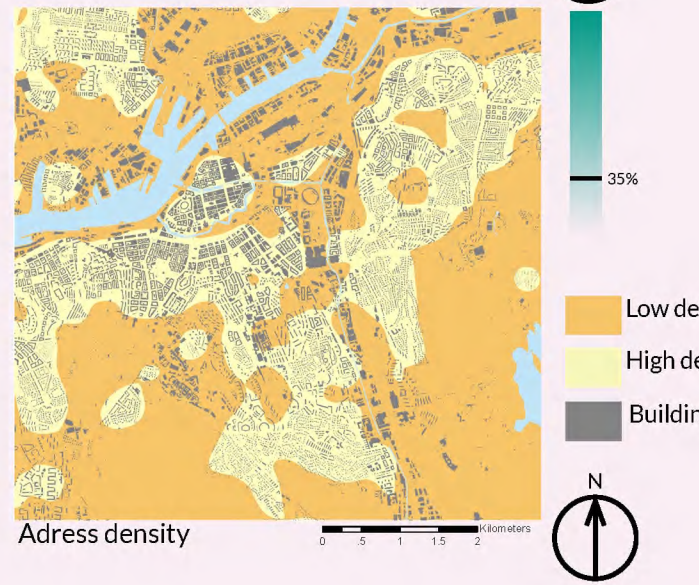 35%
Low de
High de
Buildin
N
Adress density
Kilometers
0 .5 1 1.5 2